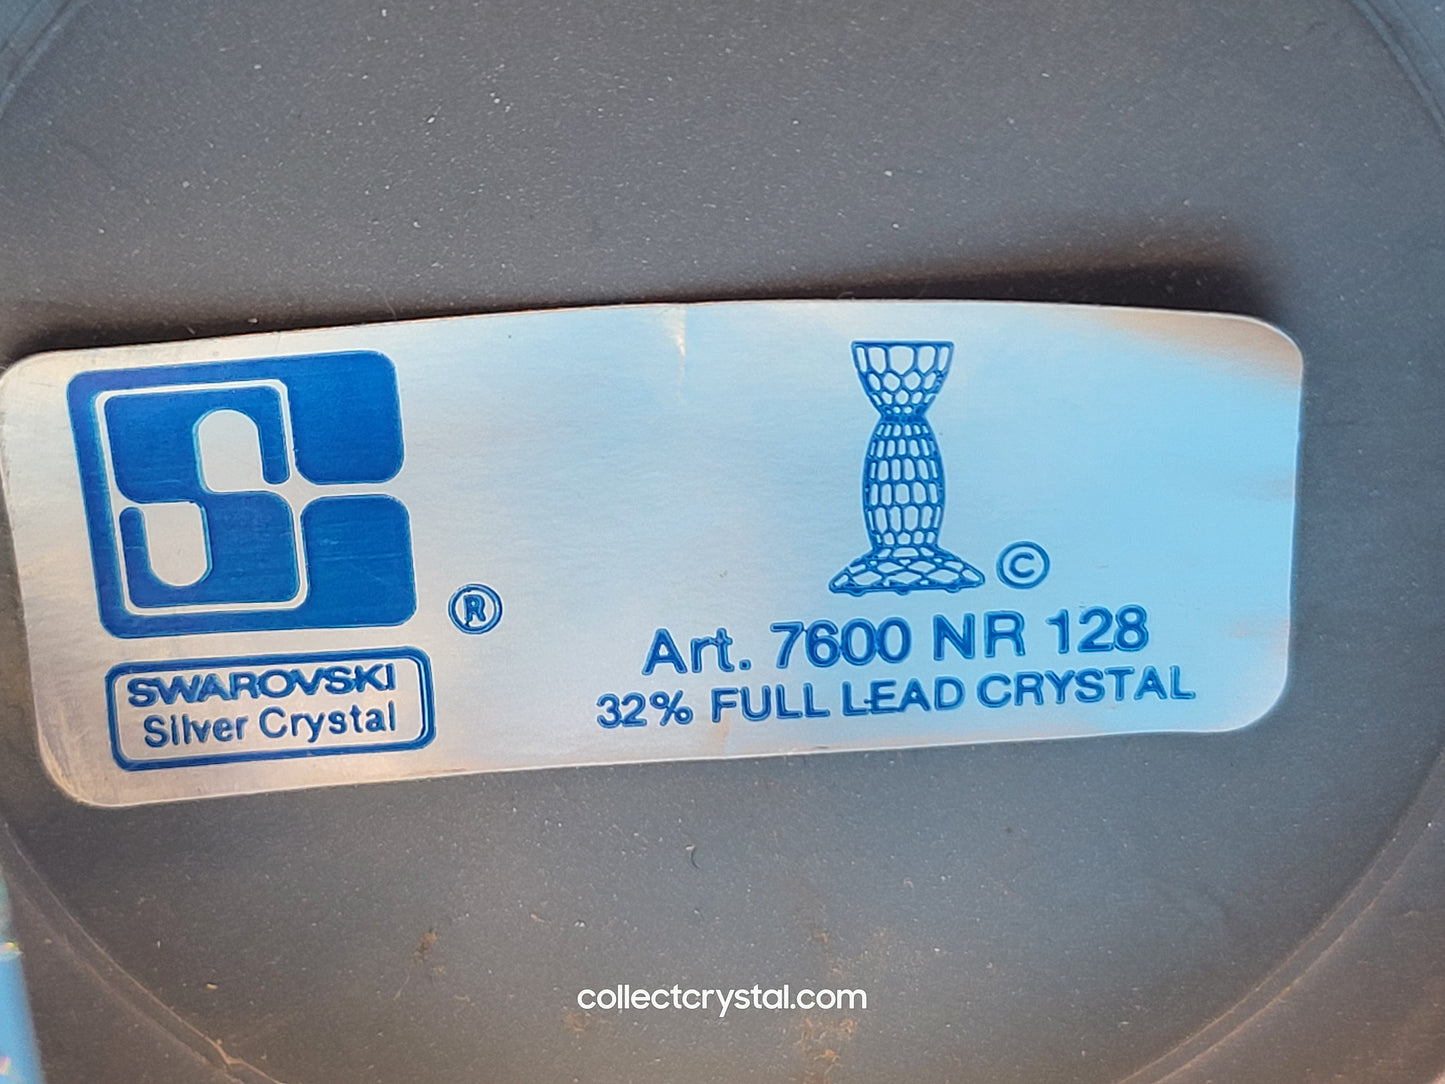 S
®
SWAROVSKI
Silver Crystal
©
Art. 7600 NR 128
32% FULL LEAD CRYSTAL
collectcrystal.com